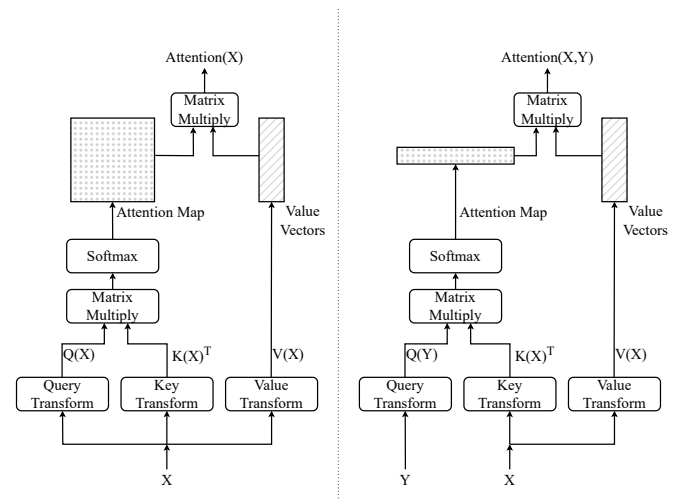 Attention(X)
Matrix
Multiply
Attention Map
Value
Vectors
Softmax
Matrix
Multiply
Q(X)
K(X)^T
V(X)
Query
Transform
Key
Transform
Value
Transform
X
Attention(X,Y)
Matrix
Multiply
Attention Map
Value
Vectors
Softmax
Matrix
Multiply
Q(Y)
K(X)^T
V(X)
Query
Transform
Key
Transform
Value
Transform
Y
X